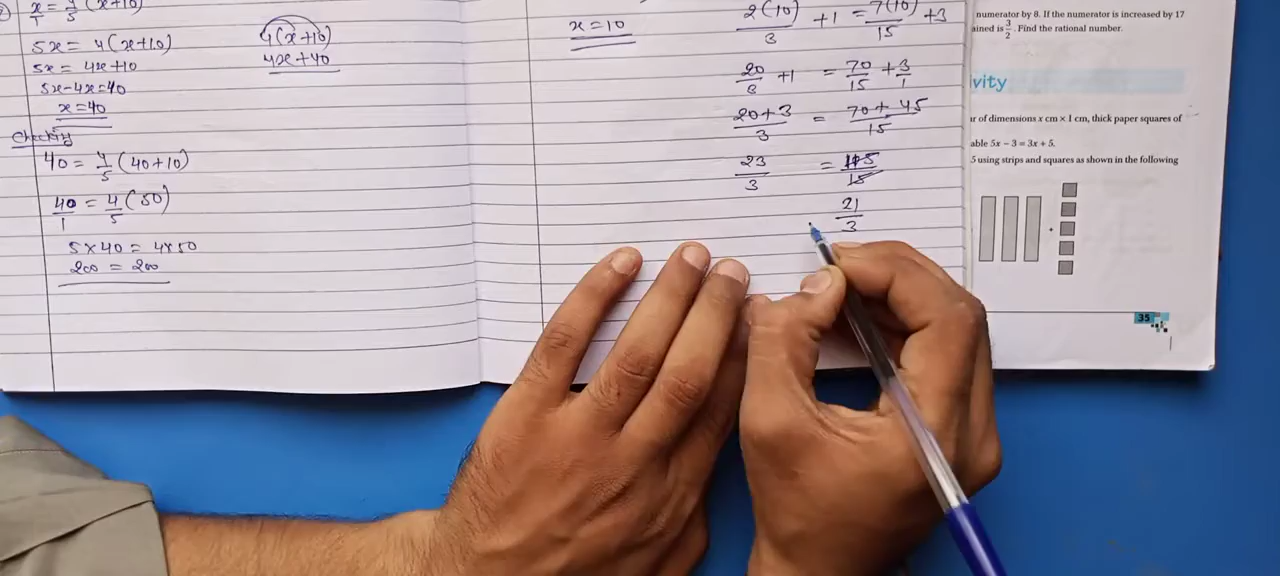 x/1 = 4/5 (x+10)
5x = 4(x+10)
5x = 4x+10
5x-4x=40
x=40
Checking
40 = 4/5 (40+10)
40/1 = 4/5 (50)
5×40 = 4×50
200 = 200
4(x+10)
4x+40
x=10
2(10)/3 +1 = 7(10)/15 +3
20/3 +1 = 70/15 + 3/1
20+3/3 = 70+45/15
23/3 = 115/15
21/3
numerator by 8. If the numerator is increased by 17
ained is 3/2. Find the rational number.
vity
r of dimensions x cm × 1 cm, thick paper squares of
able 5x – 3 = 3x + 5.
5 using strips and squares as shown in the following
35